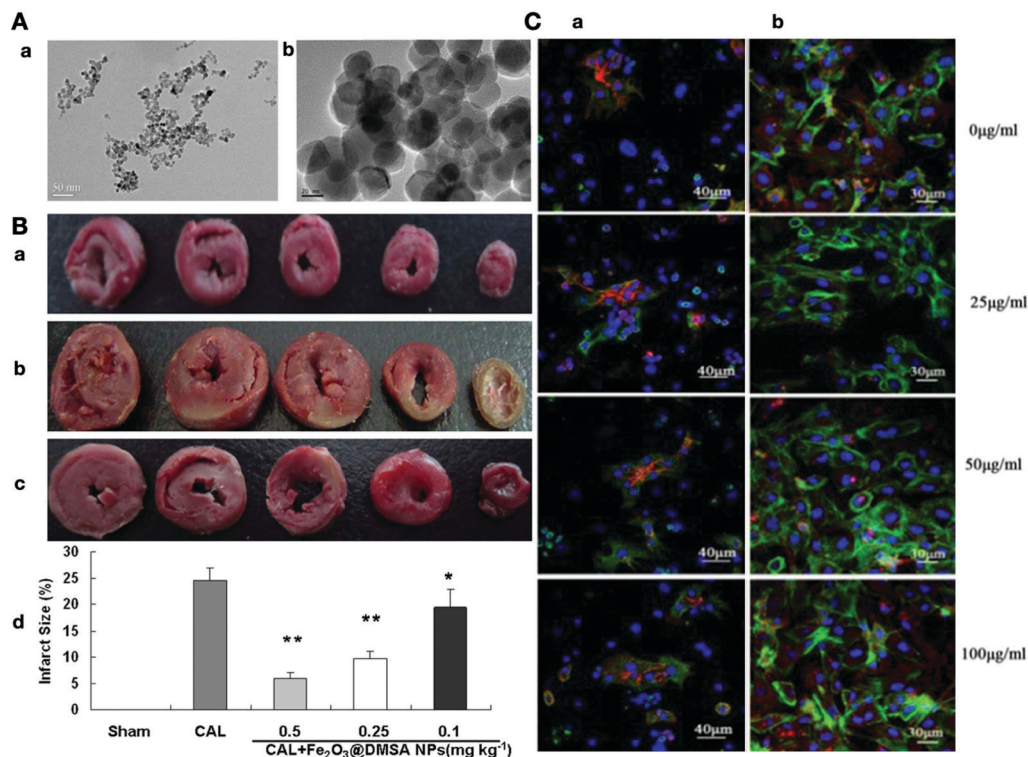 A
a
b
50 nm
20 nm
B
a
b
c
d
30
25
20
15
10
5
0
Infarct Size (%)
**
**
*
Sham
CAL
0.5
0.25
0.1
CAL+Fe₂O₃@DMSA NPs(mg kg⁻¹)
C
a
b
40μm
30μm
0μg/ml
40μm
30μm
25μg/ml
40μm
30μm
50μg/ml
40μm
30μm
100μg/ml